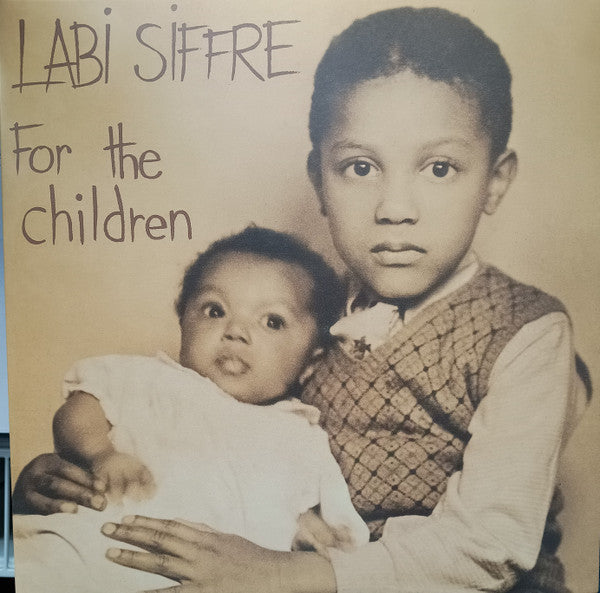 LABi SiFFRE
For the
children